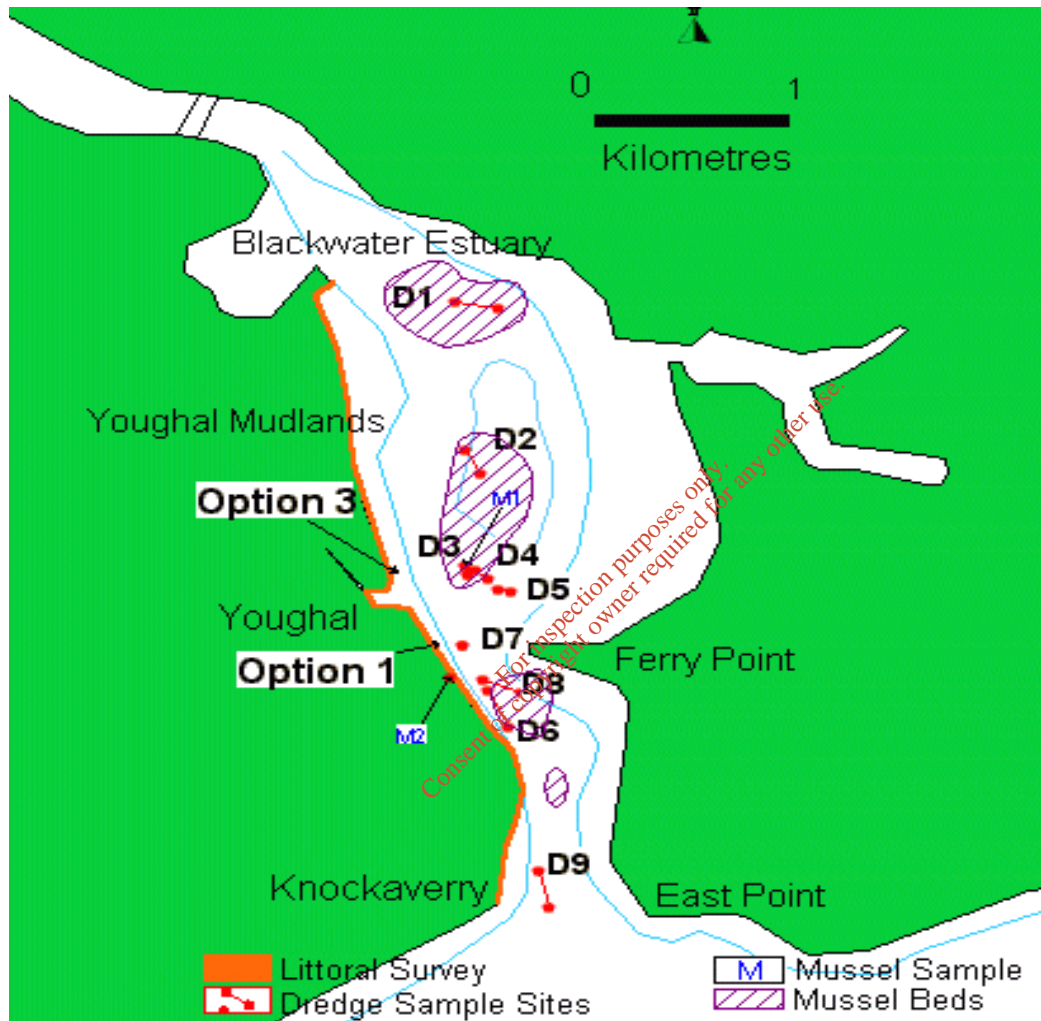 0 1
Kilometres
Blackwater Estuary
D1
Youghal Mudlands
D2
Option 3
M1
D3
D4
D5
Youghal
D7
Ferry Point
Option 1
D8
M2
D6
D9
Knockaverry
East Point
For inspection purposes only.
Consent of copyright owner required for any other use.
Littoral Survey
M Mussel Sample
Dredge Sample Sites
Mussel Beds